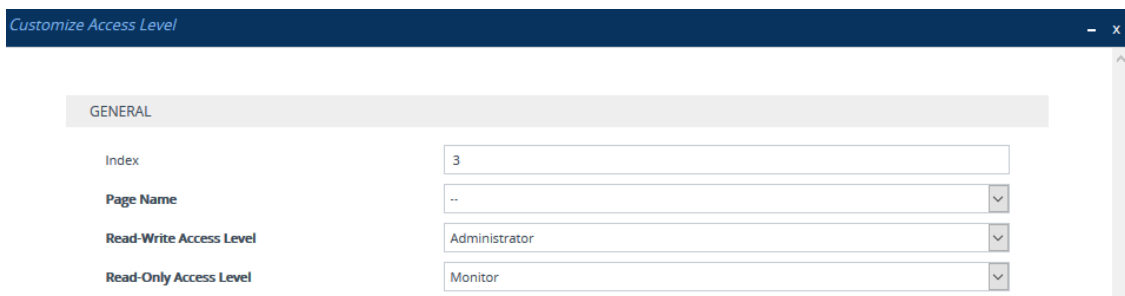 Customize Access Level – x
GENERAL
Index 3
Page Name --
Read-Write Access Level Administrator
Read-Only Access Level Monitor